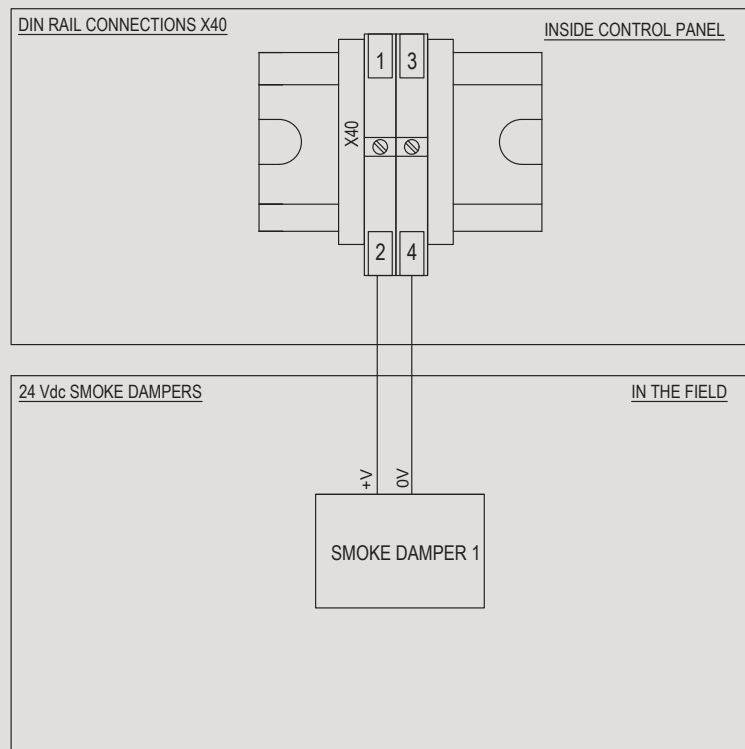 DIN RAIL CONNECTIONS X40
INSIDE CONTROL PANEL
1 3
X40
2 4
24 Vdc SMOKE DAMPERS
IN THE FIELD
+V 0V
SMOKE DAMPER 1